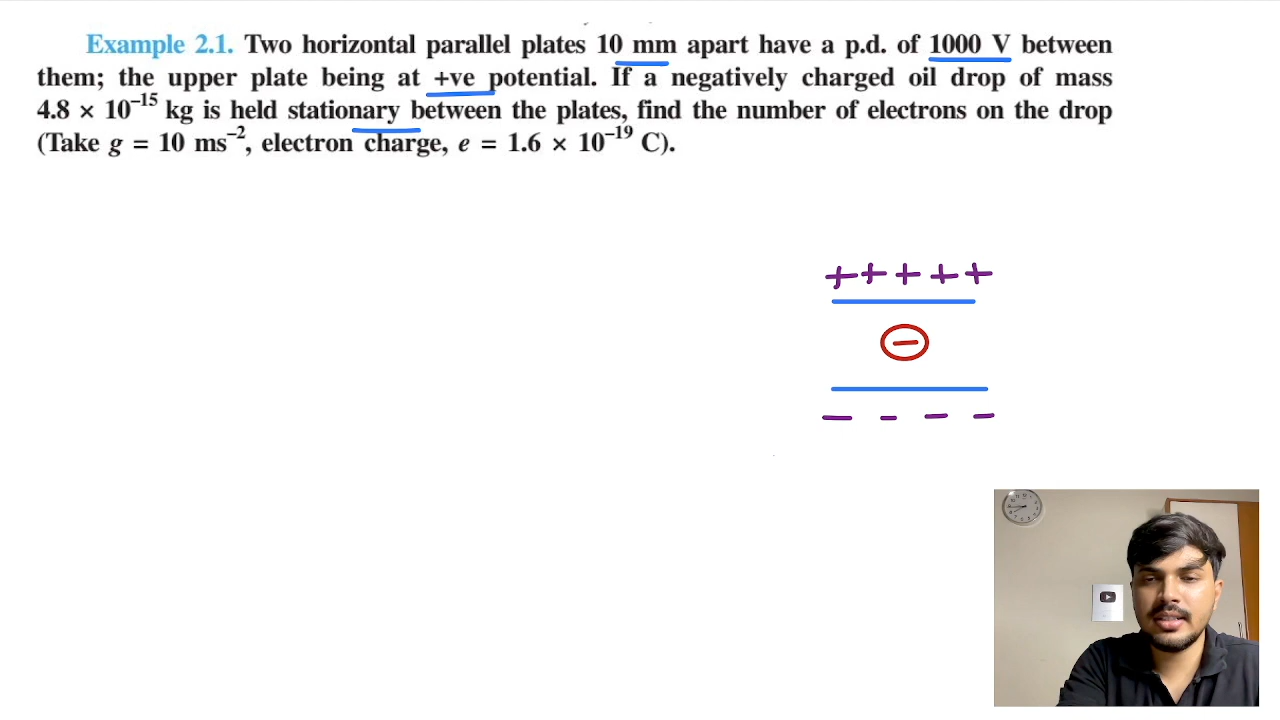 Example 2.1. Two horizontal parallel plates 10 mm apart have a p.d. of 1000 V between
them; the upper plate being at +ve potential. If a negatively charged oil drop of mass
4.8 × 10⁻¹⁵ kg is held stationary between the plates, find the number of electrons on the drop
(Take g = 10 ms⁻², electron charge, e = 1.6 × 10⁻¹⁹ C).
+ + + + +
−
− − − −